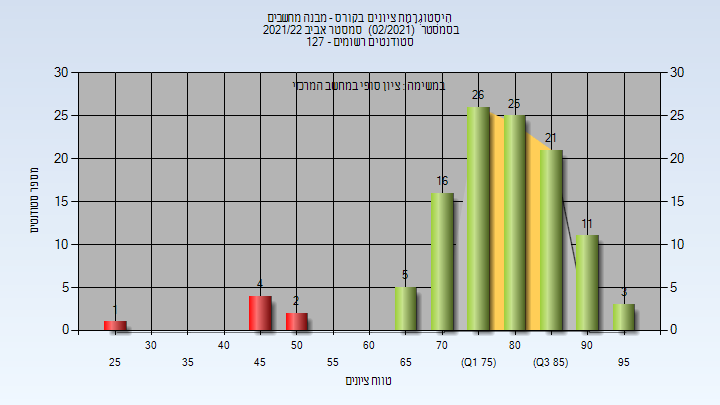 היסטוגרמת ציונים בקורס - מבנה מחשבים
בסמסטר (02/2021) סמסטר אביב 2021/22
סטודנטים רשומים - 127
במשימה : ציון סופי במחשב המרכזי
30 30
25 25
20 20
15 15
10 10
5 5
0 0
1 4 2 5 16 26 25 21 11 3
מספר סטודנטים
30 40 50 60 70 80 90
25 35 45 55 65 (Q1 75) (Q3 85) 95
טווח ציונים